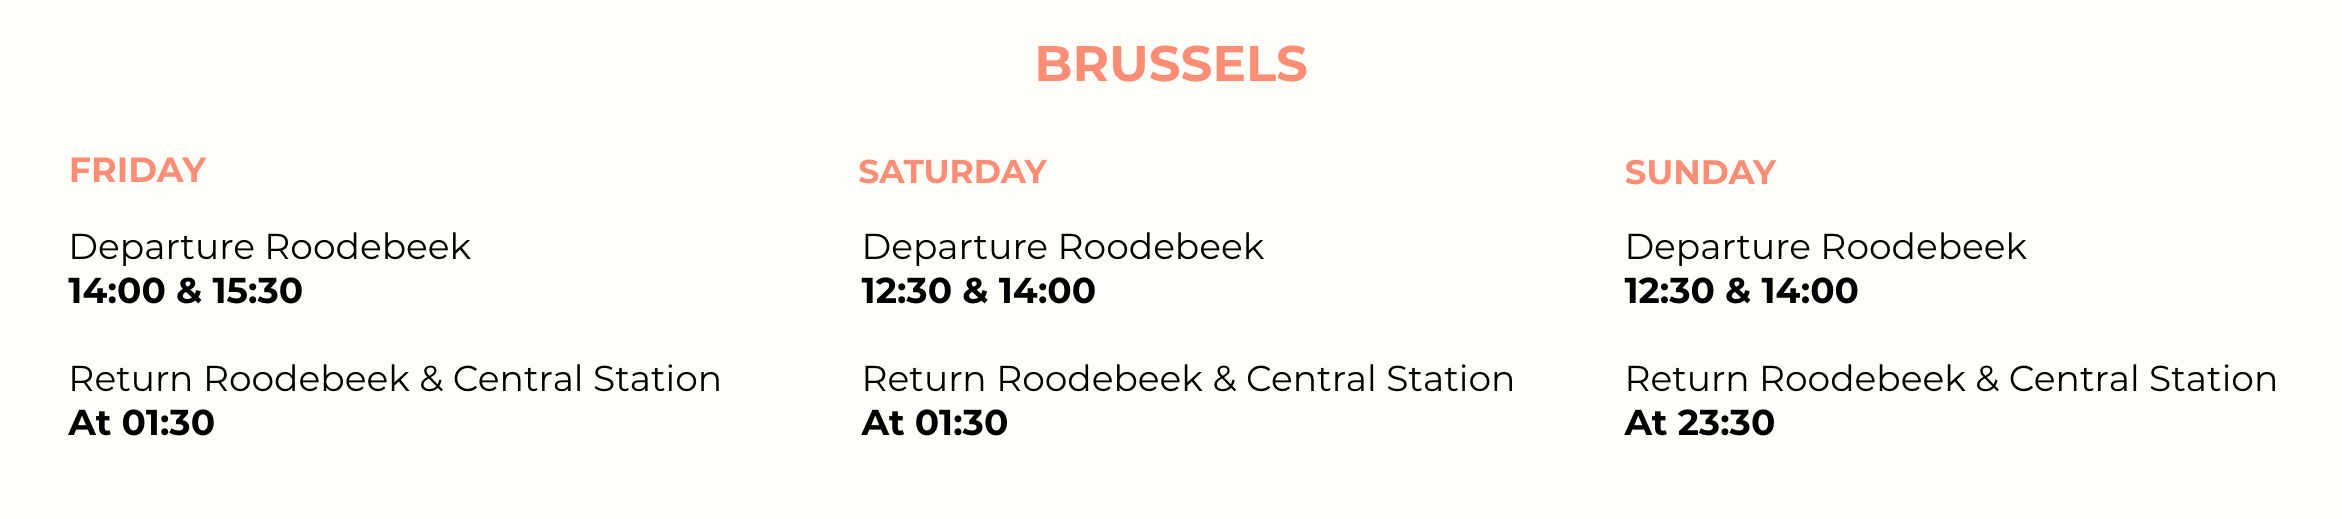 BRUSSELS
FRIDAY
Departure Roodebeek
14:00 & 15:30
Return Roodebeek & Central Station
At 01:30
SATURDAY
Departure Roodebeek
12:30 & 14:00
Return Roodebeek & Central Station
At 01:30
SUNDAY
Departure Roodebeek
12:30 & 14:00
Return Roodebeek & Central Station
At 23:30